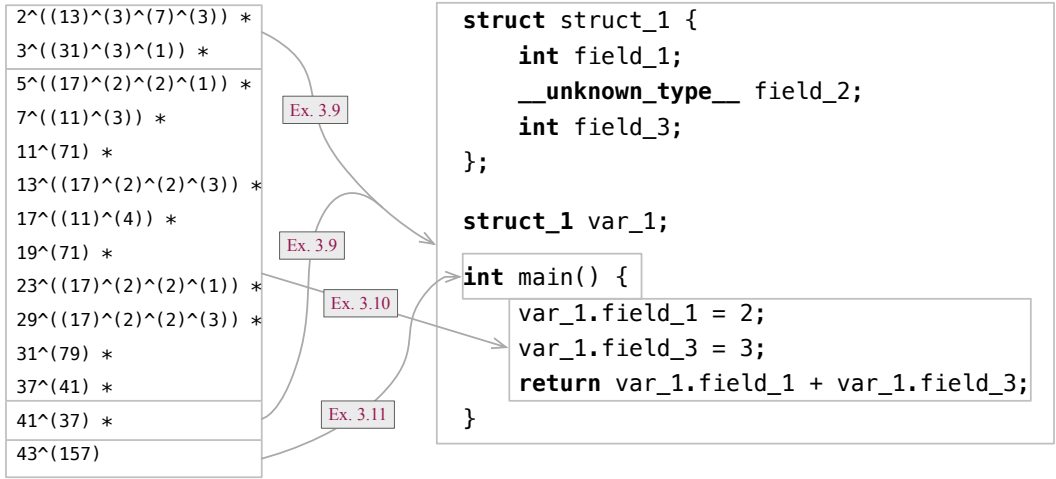 2^((13)^(3)^(7)^(3)) *
3^((31)^(3)^(1)) *
5^((17)^(2)^(2)^(1)) *
7^((11)^(3)) *
11^(71) *
13^((17)^(2)^(2)^(3)) *
17^((11)^(4)) *
19^(71) *
23^((17)^(2)^(2)^(1)) *
29^((17)^(2)^(2)^(3)) *
31^(79) *
37^(41) *
41^(37) *
43^(157)
Ex. 3.9
Ex. 3.9
Ex. 3.10
Ex. 3.11
struct struct_1 {
    int field_1;
    __unknown_type__ field_2;
    int field_3;
};
struct_1 var_1;
int main() {
    var_1.field_1 = 2;
    var_1.field_3 = 3;
    return var_1.field_1 + var_1.field_3;
}